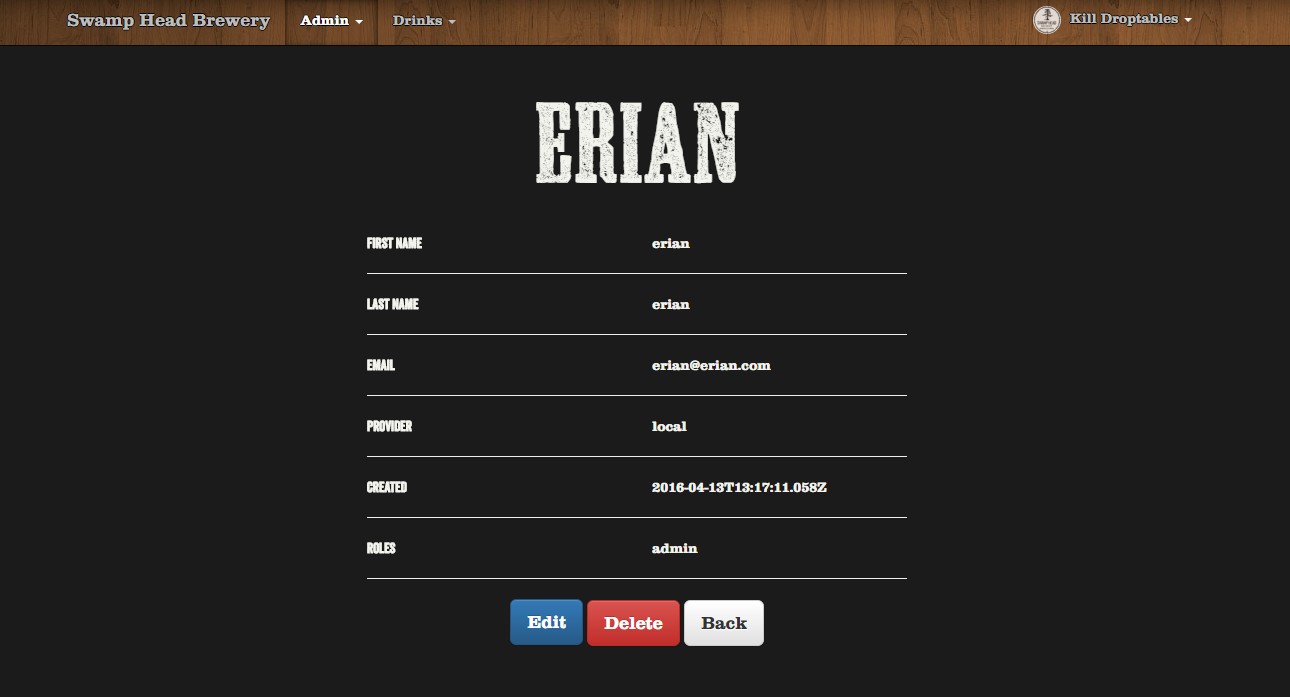 Swamp Head Brewery Admin Drinks Kill Droptables
ERIAN
FIRST NAME erian
LAST NAME erian
EMAIL erian@erian.com
PROVIDER local
CREATED 2016-04-13T13:17:11.058Z
ROLES admin
Edit Delete Back